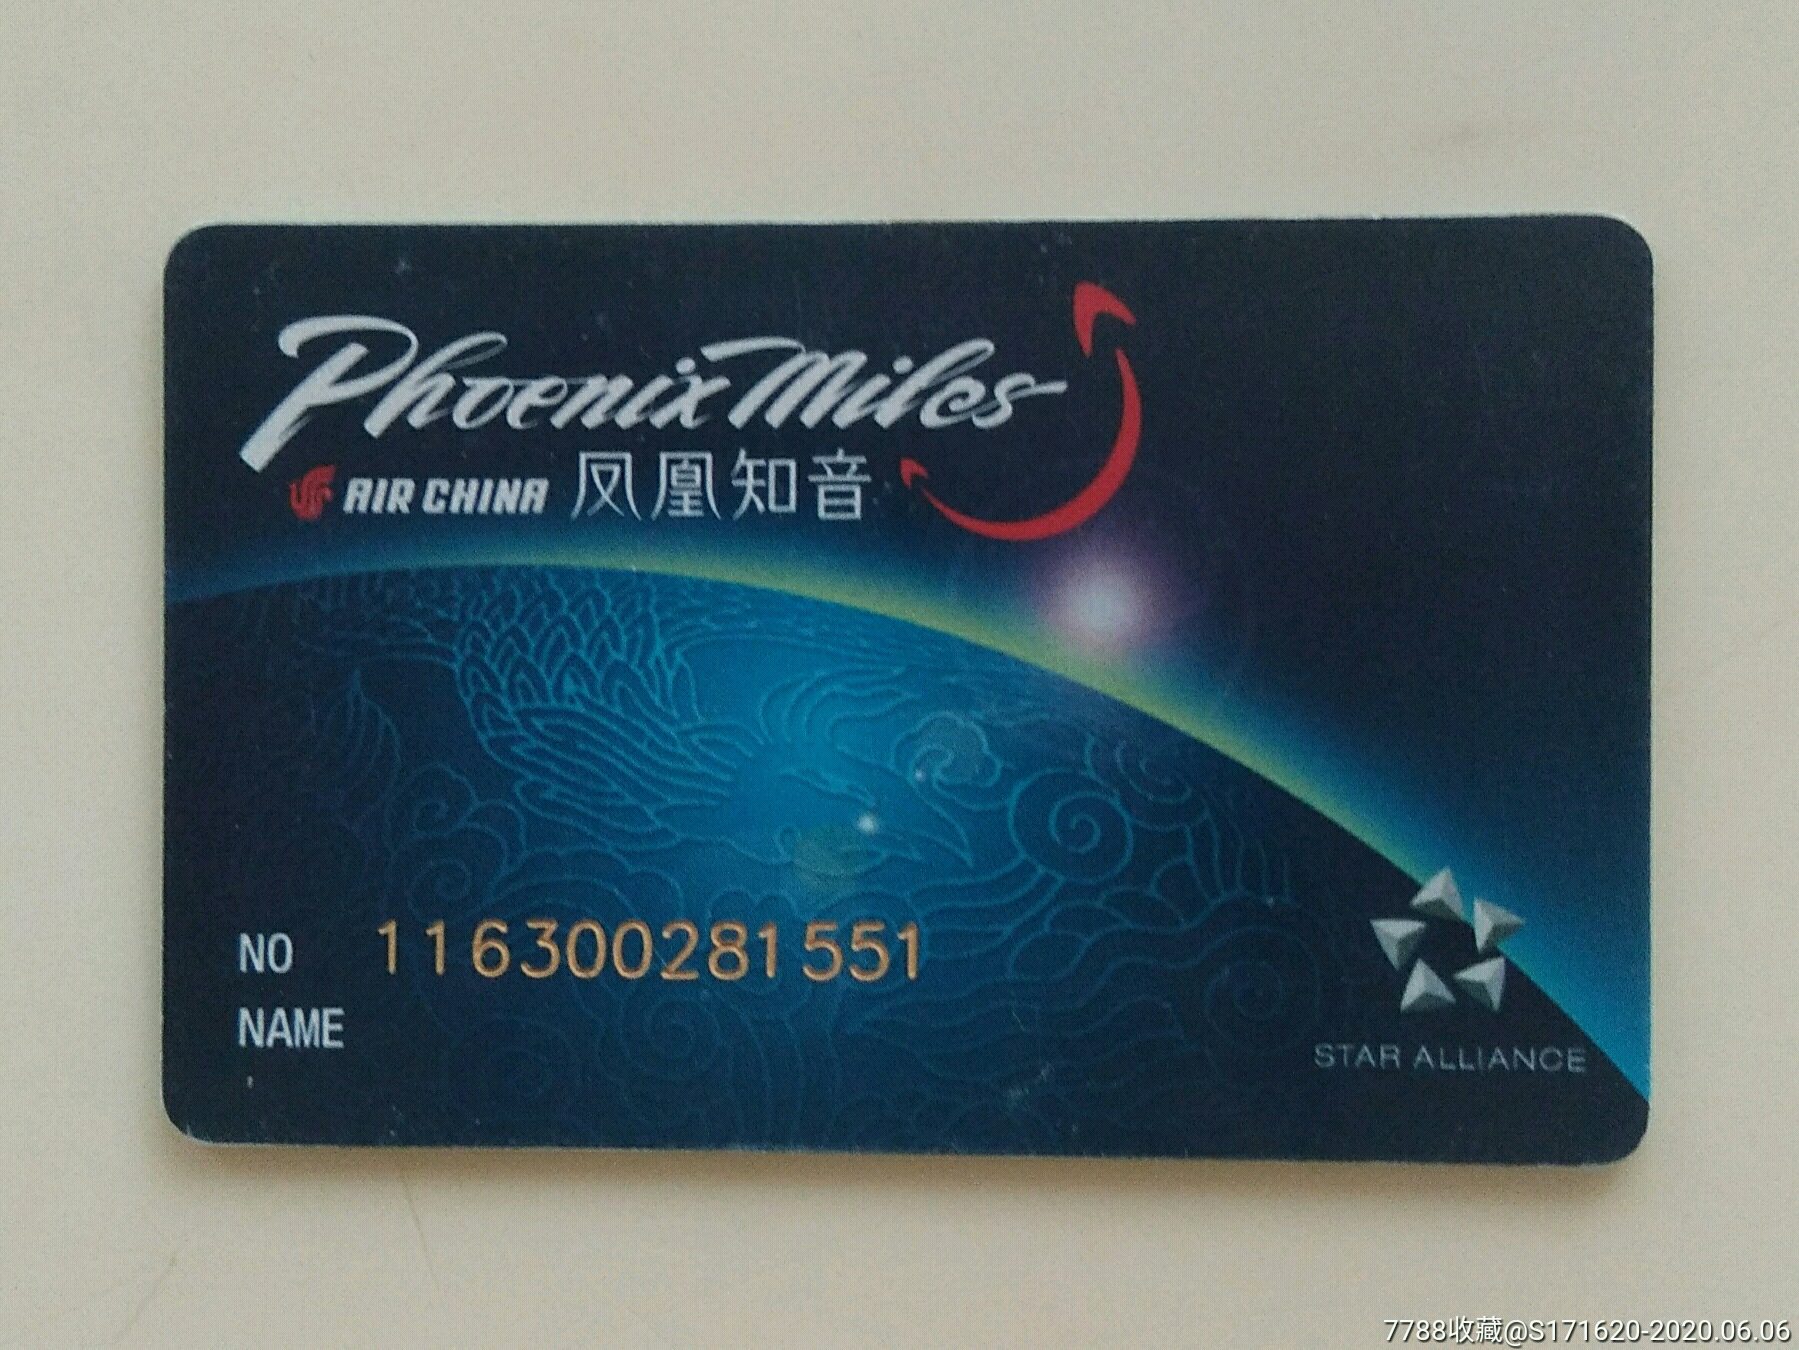 Phoenix Miles
AIR CHINA 凤凰知音
NO 116300281551
NAME
STAR ALLIANCE
7788收藏@S171620-2020.06.06